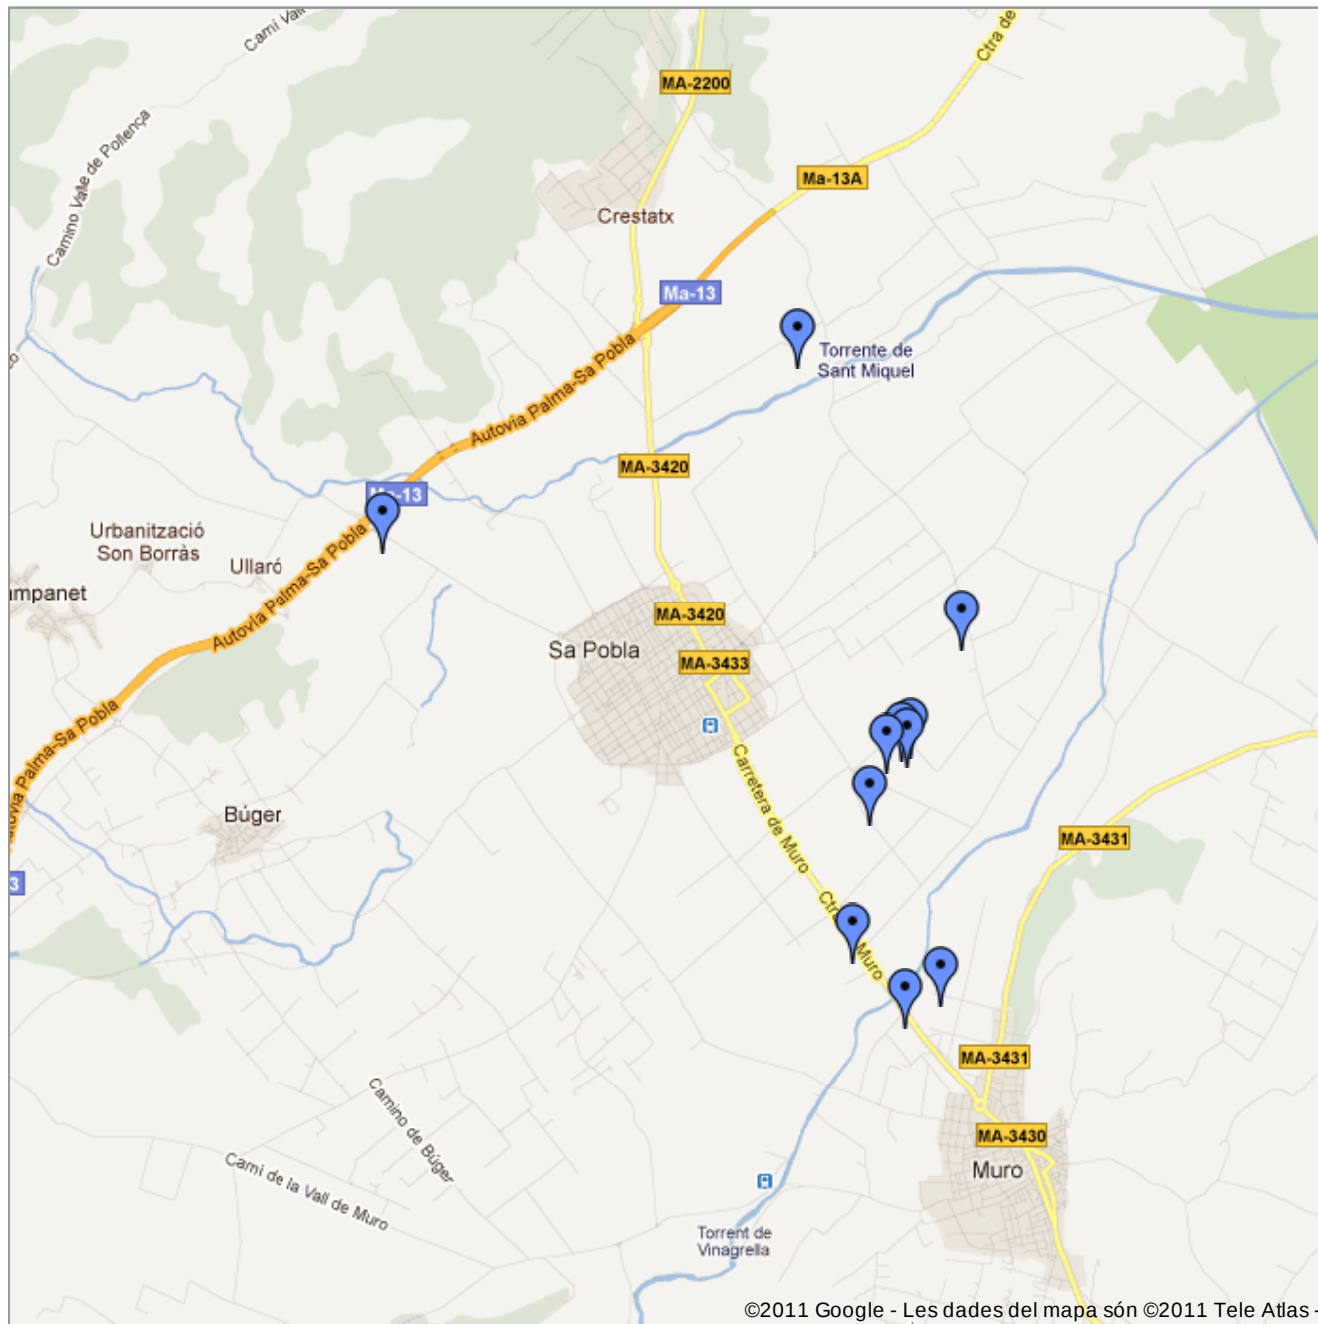 Camí Vall
Ctra de
MA-2200
Camino Valle de Pollença
Ma-13A
Crestatx
Ma-13
Autovia Palma-Sa Pobla
Torrente de
Sant Miquel
MA-3420
Ma-13
Urbanització
Son Borràs
Ullaró
ampanet
Autovia Palma-Sa Pobla
MA-3420
Sa Pobla
MA-3433
Autovia Palma-Sa Pobla
Carretera de Muro
Búger
MA-3431
3
Ctra
Muro
MA-3431
Camino de Búger
MA-3430
Camí de la Vall de Muro
Muro
Torrent de
Vinagrella
©2011 Google - Les dades del mapa són ©2011 Tele Atlas -